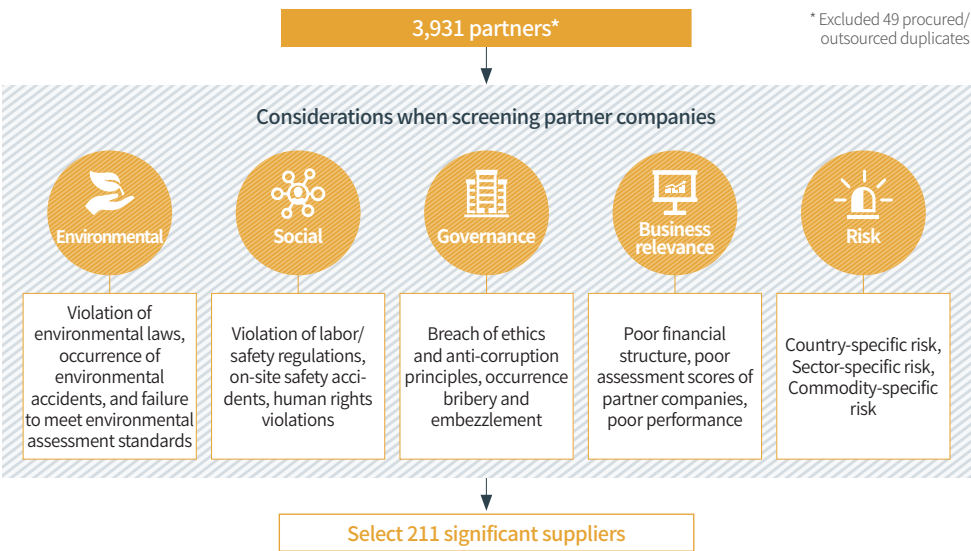 3,931 partners*
* Excluded 49 procured/
outsourced duplicates
Considerations when screening partner companies
Environmental
Social
Governance
Business
relevance
Risk
Violation of
environmental laws,
occurrence of
environmental
accidents, and failure
to meet environmental
assessment standards
Violation of labor/
safety regulations,
on-site safety acci-
dents, human rights
violations
Breach of ethics
and anti-corruption
principles, occurrence
bribery and
embezzlement
Poor financial
structure, poor
assessment scores of
partner companies,
poor performance
Country-specific risk,
Sector-specific risk,
Commodity-specific
risk
Select 211 significant suppliers